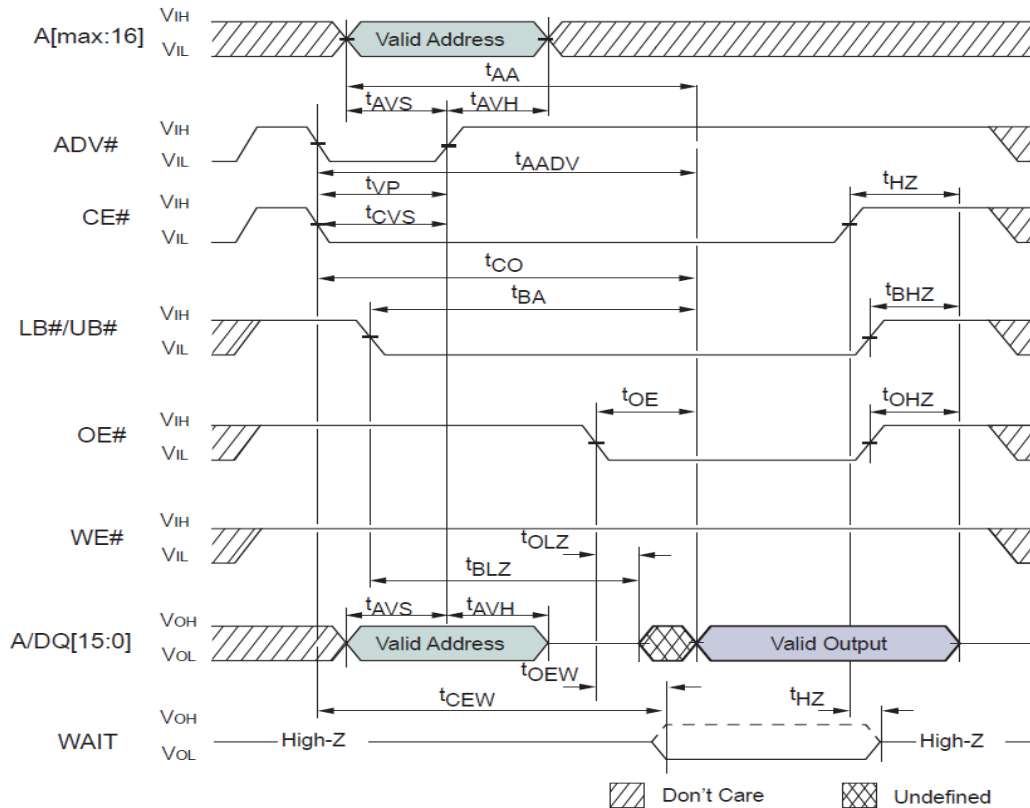 VIH
A[max:16]
Valid Address
VIL
tAA
tAVS
tAVH
VIH
ADV#
VIL
tAADV
tVP
tHZ
VIH
CE#
tCVS
VIL
tCO
tBA
tBHZ
VIH
LB#/UB#
VIL
tOE
tOHZ
VIH
OE#
VIL
VIH
WE#
tOLZ
VIL
tBLZ
tAVS
tAVH
VOH
A/DQ[15:0]
Valid Address
Valid Output
VOL
tOEW
tCEW
tHZ
VOH
WAIT
High-Z
High-Z
VOL
Don't Care
Undefined